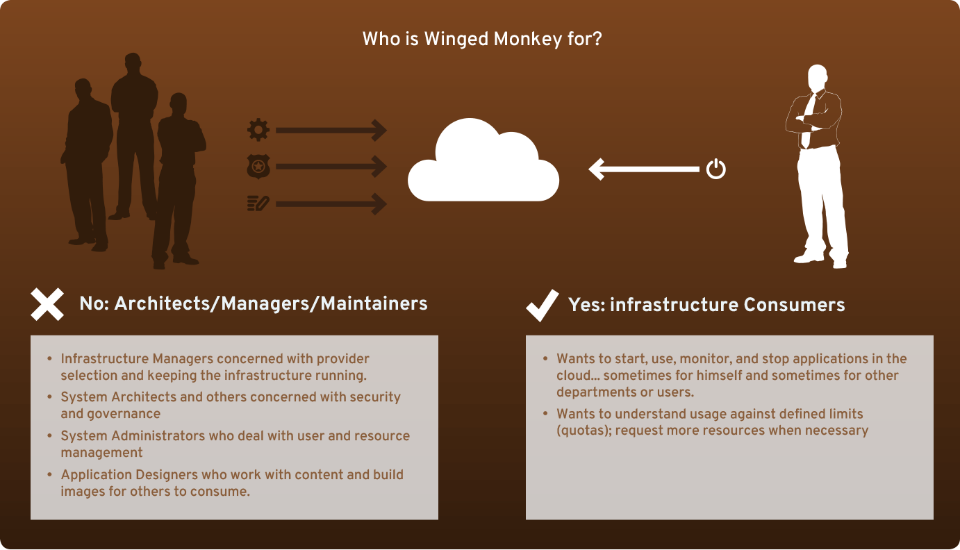 Who is Winged Monkey for?
No: Architects/Managers/Maintainers
• Infrastructure Managers concerned with provider
selection and keeping the infrastructure running.
• System Architects and others concerned with security
and governance
• System Administrators who deal with user and resource
management
• Application Designers who work with content and build
images for others to consume.
Yes: infrastructure Consumers
• Wants to start, use, monitor, and stop applications in the
cloud... sometimes for himself and sometimes for other
departments or users.
• Wants to understand usage against defined limits
(quotas); request more resources when necessary